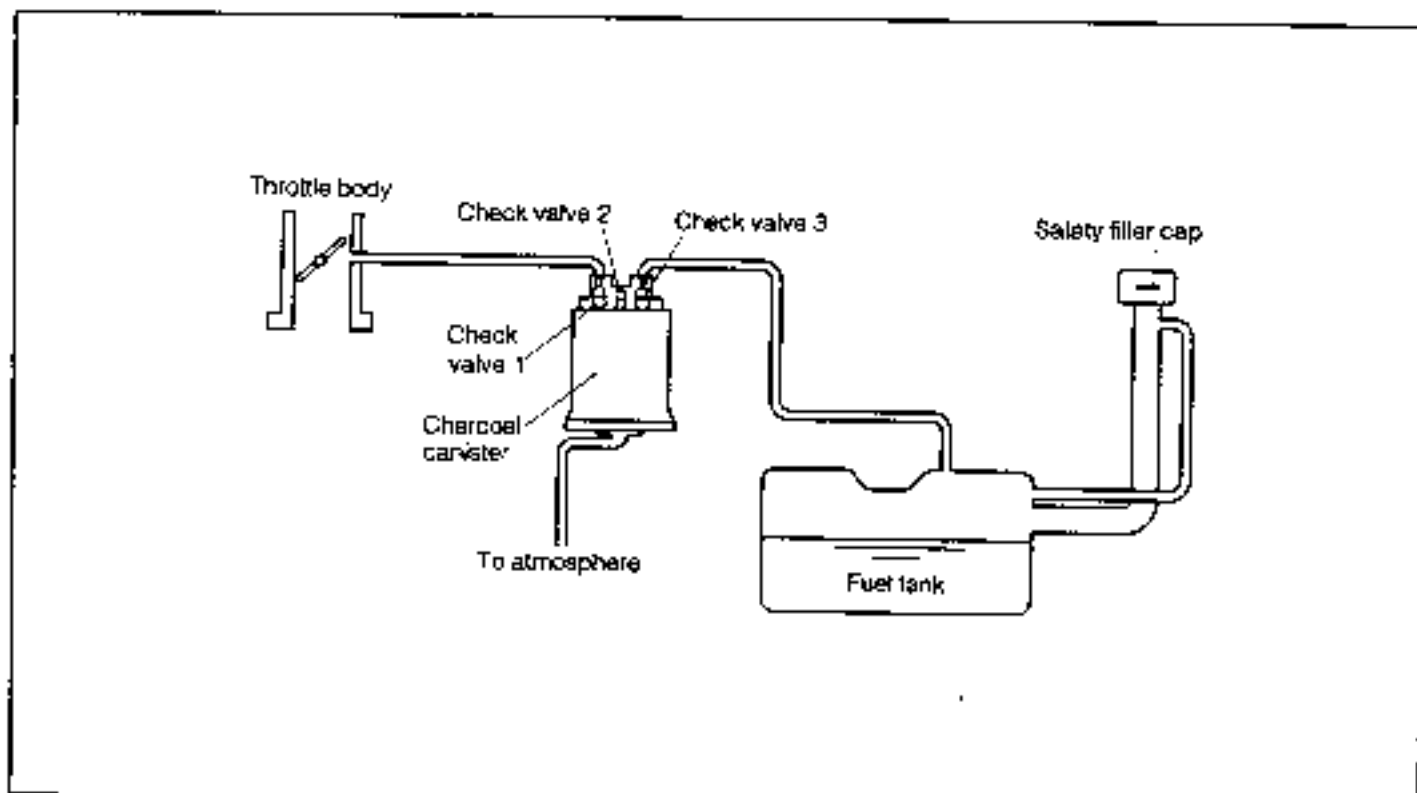 Throttle body
Check valve 2
Check valve 3
Safety filler cap
Check
valve 1
Charcoal
canister
To atmosphere
Fuel tank